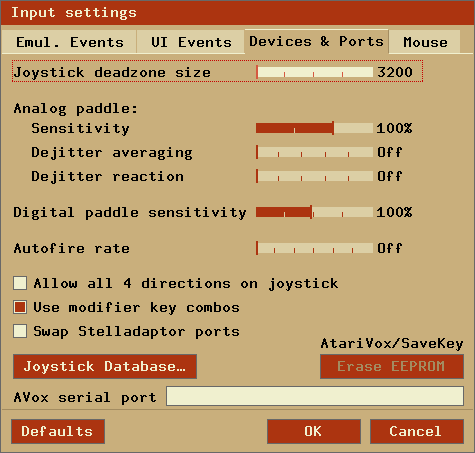 Input settings
Emul. Events UI Events Devices & Ports Mouse
Joystick deadzone size 3200
Analog paddle:
Sensitivity 100%
Dejitter averaging Off
Dejitter reaction Off
Digital paddle sensitivity 100%
Autofire rate Off
Allow all 4 directions on joystick
Use modifier key combos
Swap Stelladaptor ports
AtariVox/SaveKey
Joystick Database… Erase EEPROM
AVox serial port
Defaults OK Cancel